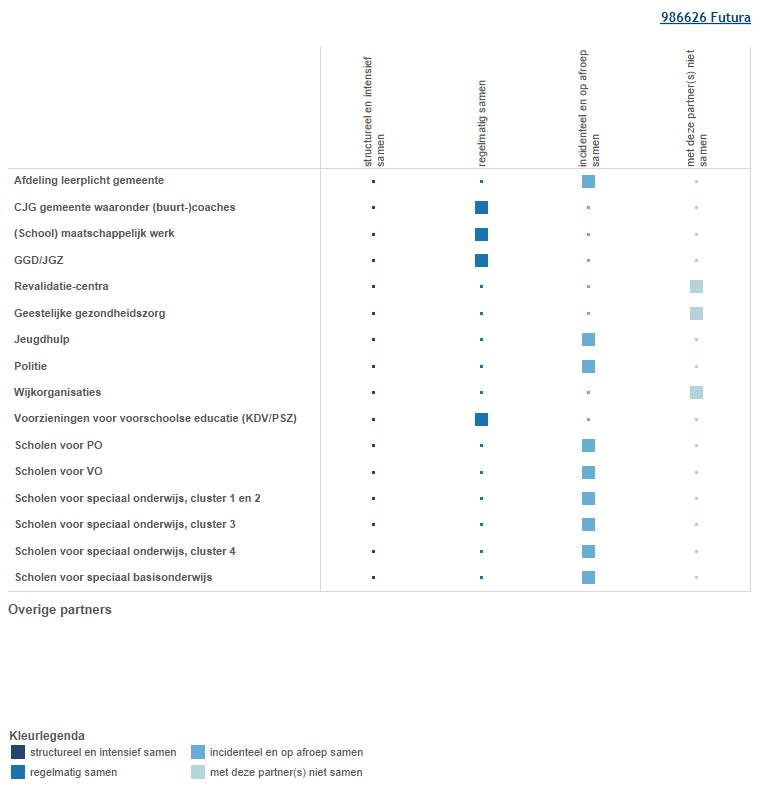 986626 Futura
structureel en intensief
samen
regelmatig samen
incidenteel en op afroep
samen
met deze partner(s) niet
samen
Afdeling leerplicht gemeente
CJG gemeente waaronder (buurt-)coaches
(School) maatschappelijk werk
GGD/JGZ
Revalidatie-centra
Geestelijke gezondheidszorg
Jeugdhulp
Politie
Wijkorganisaties
Voorzieningen voor voorschoolse educatie (KDV/PSZ)
Scholen voor PO
Scholen voor VO
Scholen voor speciaal onderwijs, cluster 1 en 2
Scholen voor speciaal onderwijs, cluster 3
Scholen voor speciaal onderwijs, cluster 4
Scholen voor speciaal basisonderwijs
Overige partners
Kleurlegenda
structureel en intensief samen
incidenteel en op afroep samen
regelmatig samen
met deze partner(s) niet samen